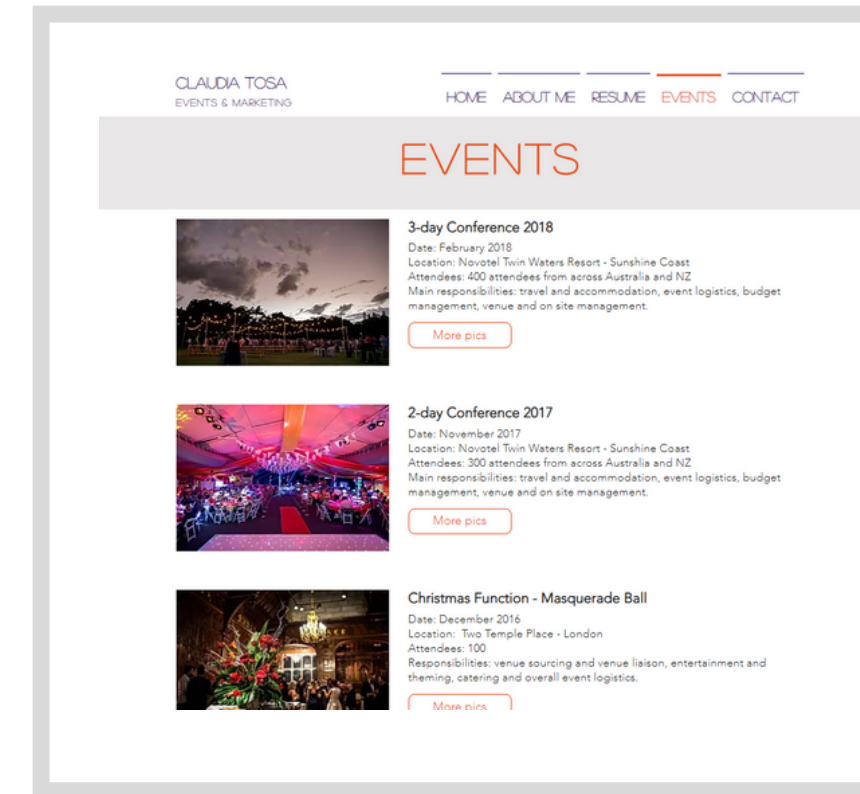 CLAUDIA TOSA
EVENTS & MARKETING
HOME ABOUT ME RESUME EVENTS CONTACT
EVENTS
3-day Conference 2018
Date: February 2018
Location: Novotel Twin Waters Resort - Sunshine Coast
Attendees: 400 attendees from across Australia and NZ
Main responsibilities: travel and accommodation, event logistics, budget
management, venue and on site management.
More pics
2-day Conference 2017
Date: November 2017
Location: Novotel Twin Waters Resort - Sunshine Coast
Attendees: 300 attendees from across Australia and NZ
Main responsibilities: travel and accommodation, event logistics, budget
management, venue and on site management.
More pics
Christmas Function - Masquerade Ball
Date: December 2016
Location: Two Temple Place - London
Attendees: 100
Responsibilities: venue sourcing and venue liaison, entertainment and
theming, catering and overall event logistics.
More pics